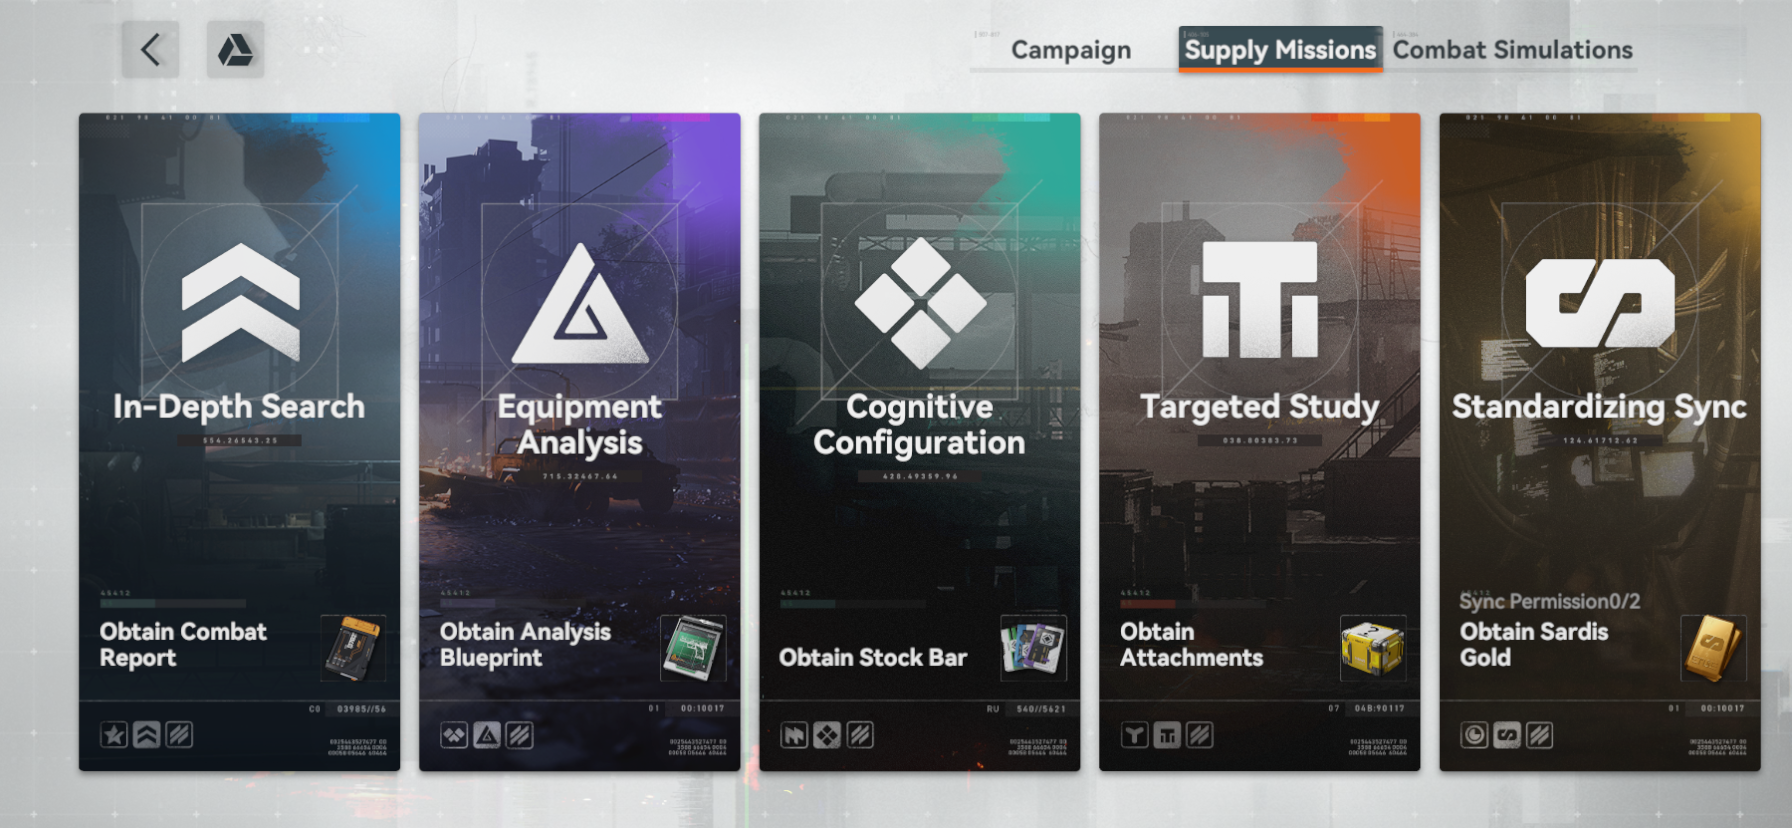 Campaign
Supply Missions
Combat Simulations
In-Depth Search
554.26543.25
Obtain Combat
Report
C0 03985//56
Equipment
Analysis
715.32467.64
Obtain Analysis
Blueprint
01 00:10017
Cognitive
Configuration
428.49359.96
Obtain Stock Bar
RU 540//5621
Targeted Study
038.80383.73
45412
Obtain
Attachments
07 04B:90117
Standardizing Sync
124.61712.62
Sync Permission0/2
Obtain Sardis
Gold
01 00:10017